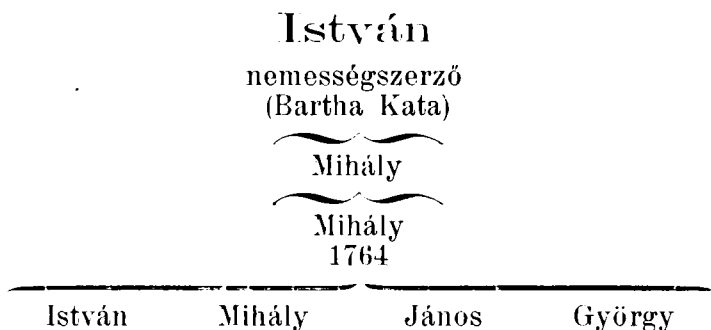 István
nemességszerző
(Bartha Kata)
Mihály
Mihály
1764
István Mihály János György